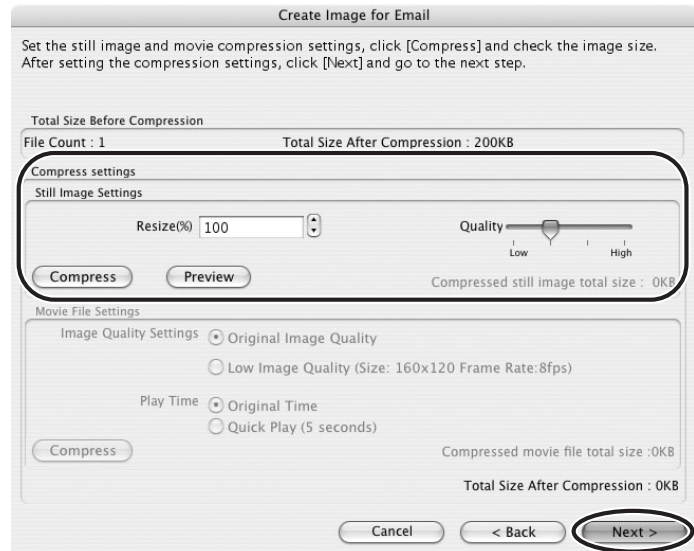 Create Image for Email
Set the still image and movie compression settings, click [Compress] and check the image size.
After setting the compression settings, click [Next] and go to the next step.
Total Size Before Compression
File Count : 1 Total Size After Compression : 200KB
Compress settings
Still Image Settings
Resize(%) 100 Quality
Low High
Compress Preview Compressed still image total size : 0KB
Movie File Settings
Image Quality Settings Original Image Quality
Low Image Quality (Size: 160x120 Frame Rate:8fps)
Play Time Original Time
Quick Play (5 seconds)
Compress Compressed movie file total size :0KB
Total Size After Compression : 0KB
Cancel < Back Next >